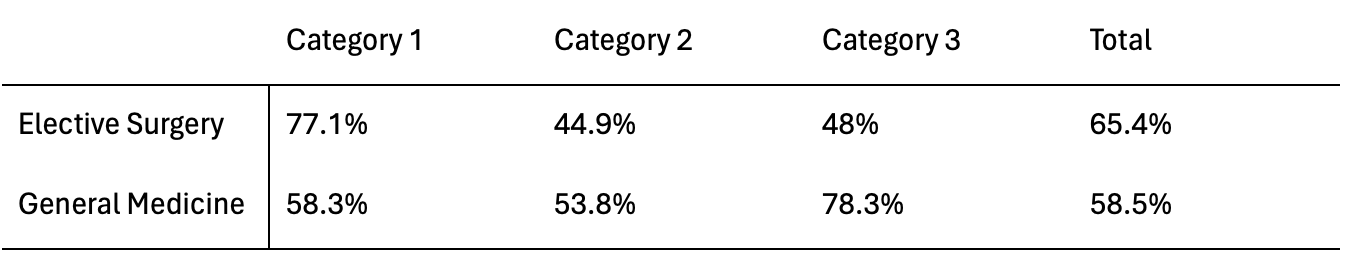 Category 1 Category 2 Category 3 Total
Elective Surgery 77.1% 44.9% 48% 65.4%
General Medicine 58.3% 53.8% 78.3% 58.5%